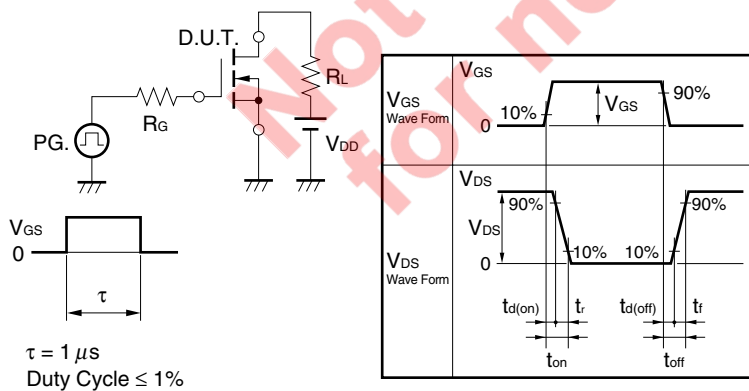 Not
for ne
D.U.T.
RL
RG
PG.
VDD
VGS
0
τ
τ = 1 μs
Duty Cycle ≤ 1%
VGS
Wave Form
VGS
10%
0
VGS
90%
VDS
Wave Form
VDS
90%
VDS
0
10%
10%
90%
td(on)
tr
td(off)
tf
ton
toff